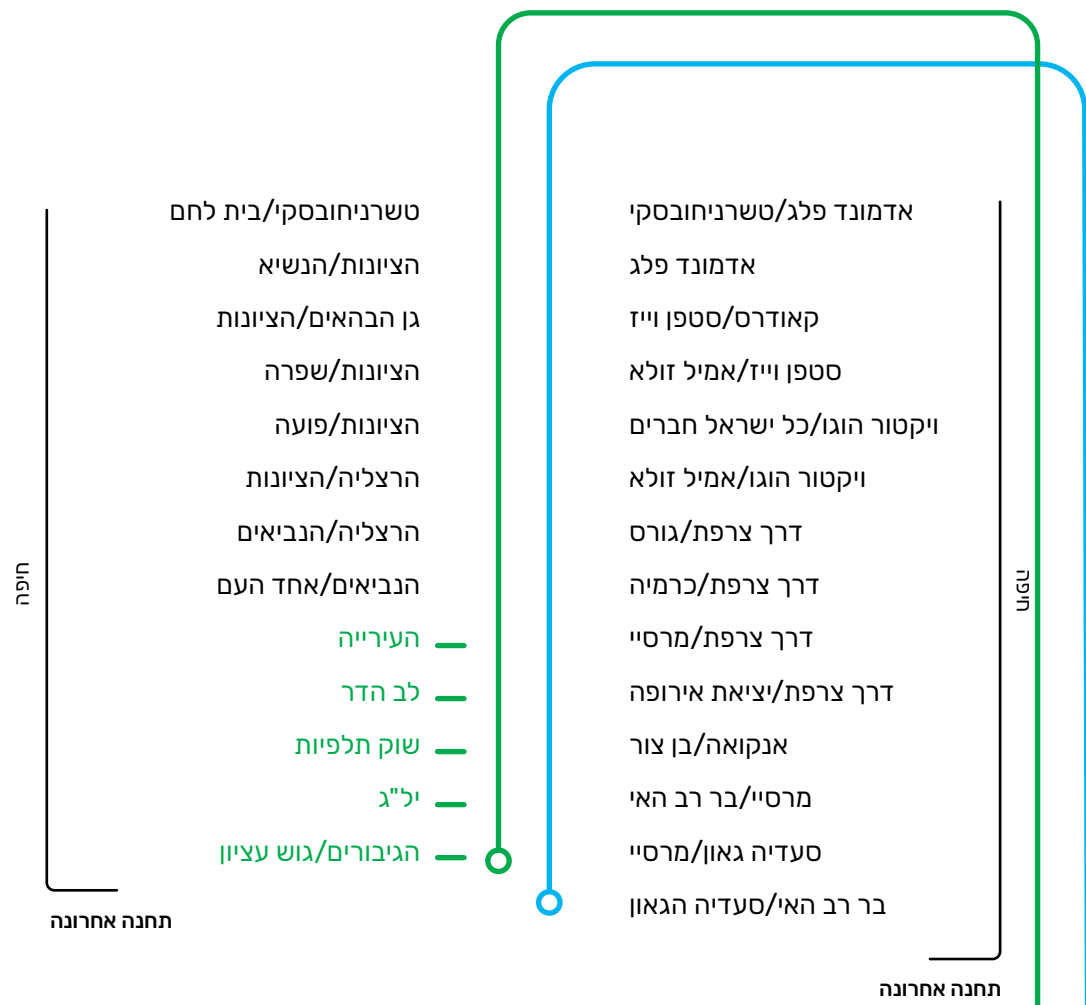 אדמונד פלג/טשרניחובסקי
אדמונד פלג
קאודרס/סטפן וייז
סטפן וייז/אמיל זולא
ויקטור הוגו/כל ישראל חברים
ויקטור הוגו/אמיל זולא
דרך צרפת/גורס
דרך צרפת/כרמיה
דרך צרפת/מרסיי
דרך צרפת/יציאת אירופה
אנקואה/בן צור
מרסיי/בר רב האי
סעדיה גאון/מרסיי
בר רב האי/סעדיה הגאון
חיפה
תחנה אחרונה
טשרניחובסקי/בית לחם
הציונות/הנשיא
גן הבהאים/הציונות
הציונות/שפרה
הציונות/פועה
הרצליה/הציונות
הרצליה/הנביאים
הנביאים/אחד העם
העירייה
לב הדר
שוק תלפיות
יל"ג
הגיבורים/גוש עציון
חיפה
תחנה אחרונה